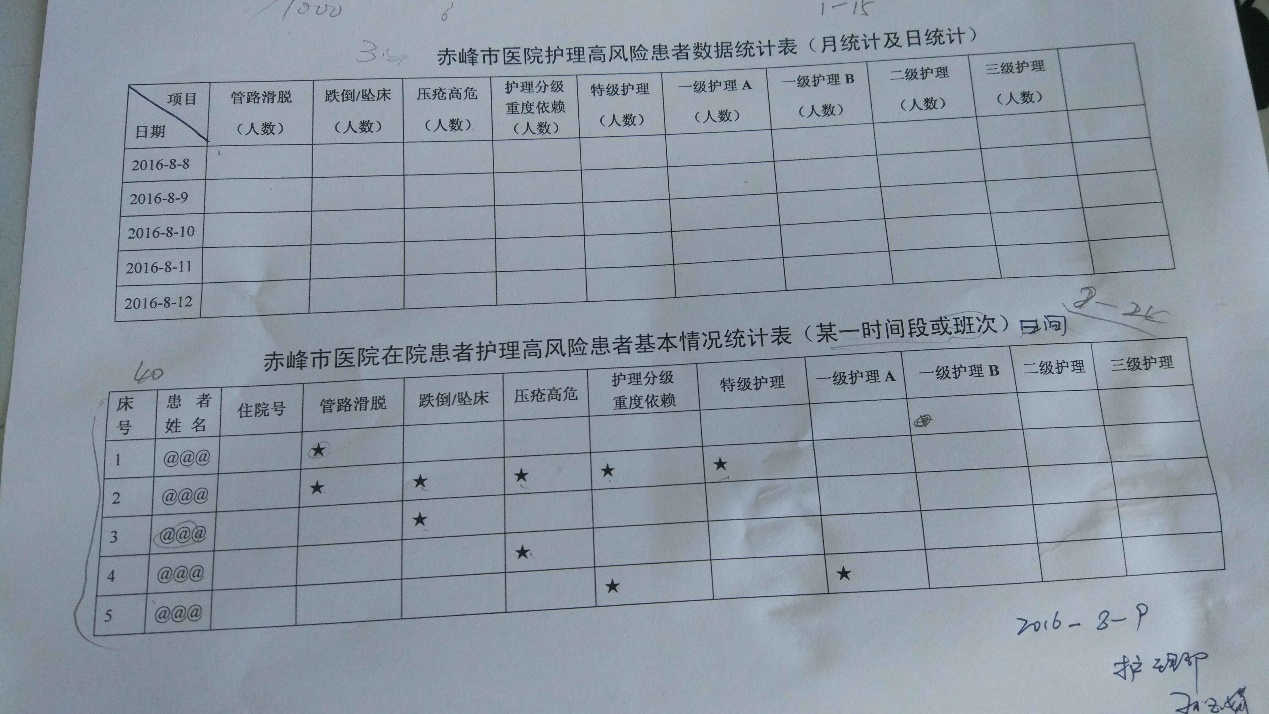 1000 6 1-15
赤峰市医院护理高风险患者数据统计表（月统计及日统计）
项目 日期 管路滑脱（人数） 跌倒/坠床（人数） 压疮高危（人数） 护理分级重度依赖（人数） 特级护理（人数） 一级护理 A（人数） 一级护理 B（人数） 二级护理（人数） 三级护理（人数）
2016-8-8
2016-8-9
2016-8-10
2016-8-11
2016-8-12
赤峰市医院在院患者护理高风险患者基本情况统计表（某一时间段或班次）
40
床号 患者姓名 住院号 管路滑脱 跌倒/坠床 压疮高危 护理分级重度依赖 特级护理 一级护理 A 一级护理 B 二级护理 三级护理
1 @@@ ★
2 @@@ ★ ★ ★ ★ ★
3 @@@ ★
4 @@@ ★
5 @@@ ★ ★
2016-8-9
护理部